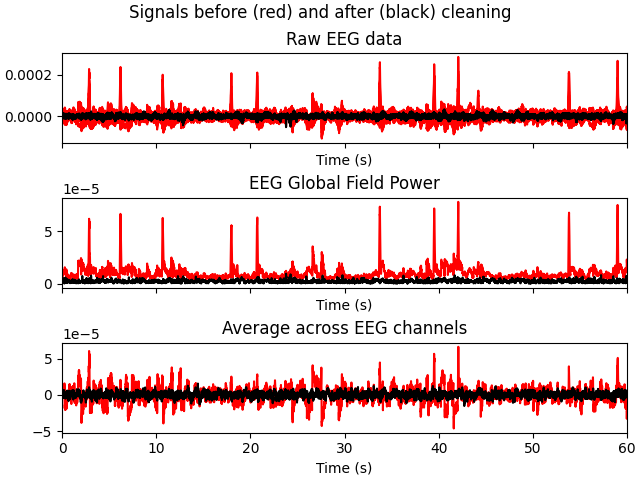 Signals before (red) and after (black) cleaning
Raw EEG data
0.0002
0.0000
Time (s)
EEG Global Field Power
1e−5
5
0
Time (s)
Average across EEG channels
1e−5
5
0
−5
0 10 20 30 40 50 60
Time (s)